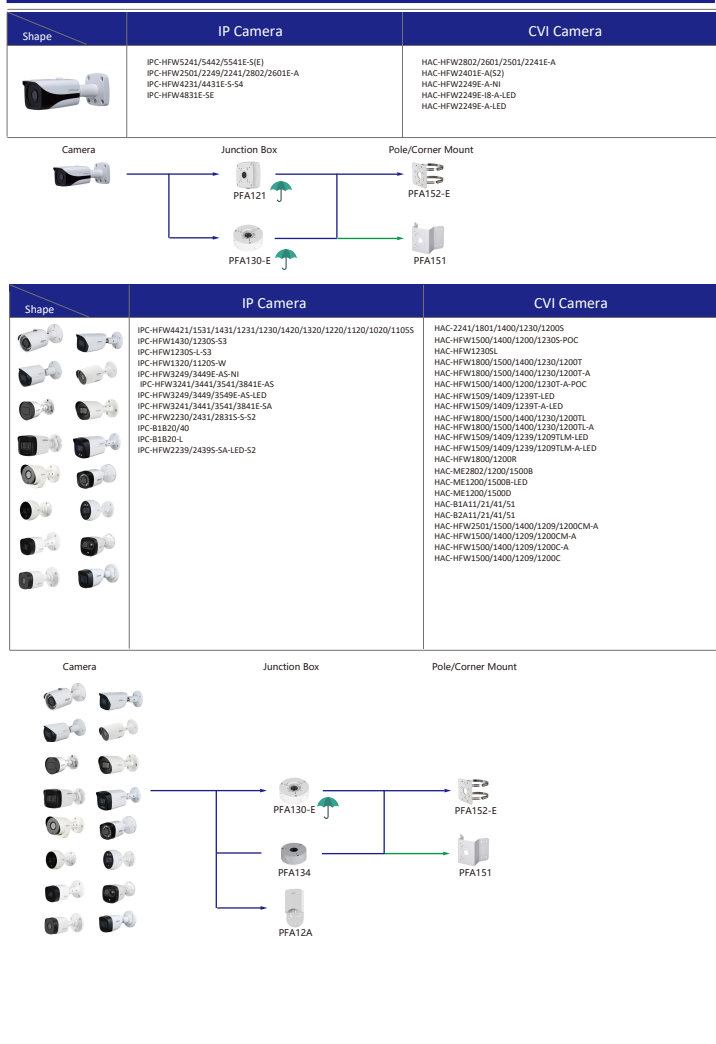 Shape
IP Camera
CVI Camera
IPC-HFW5241/5442/5541E-S(E)
IPC-HFW2501/2249/2241/2802/2601E-A
IPC-HFW4231/4431E-S-S4
IPC-HFW4831E-SE
HAC-HFW2802/2601/2501/2241E-A
HAC-HFW2401E-A(S2)
HAC-HFW2249E-A-NI
HAC-HFW2249E-I8-A-LED
HAC-HFW2249E-A-LED
Camera
Junction Box
Pole/Corner Mount
PFA121
PFA152-E
PFA130-E
PFA151
Shape
IP Camera
CVI Camera
IPC-HFW4421/1531/1431/1231/1230/1420/1320/1220/1120/1020/1105S
IPC-HFW1430/1230S-S3
IPC-HFW1230S-L-S3
IPC-HFW1320/1120S-W
IPC-HFW3249/3449E-AS-NI
IPC-HFW3241/3441/3541/3841E-AS
IPC-HFW3249/3449/3549E-AS-LED
IPC-HFW3241/3441/3541/3841E-SA
IPC-HFW2230/2431/2831S-S-S2
IPC-B1B20/40
IPC-B1B20-L
IPC-HFW2239/2439S-SA-LED-S2
HAC-2241/1801/1400/1230/1200S
HAC-HFW1500/1400/1200/1230S-POC
HAC-HFW1230SL
HAC-HFW1800/1500/1400/1230/1200T
HAC-HFW1800/1500/1400/1230/1200T-A
HAC-HFW1500/1400/1200/1230T-A-POC
HAC-HFW1509/1409/1239T-LED
HAC-HFW1509/1409/1239T-A-LED
HAC-HFW1800/1500/1400/1230/1200TL
HAC-HFW1800/1500/1400/1230/1200TL-A
HAC-HFW1509/1409/1239/1209TLM-LED
HAC-HFW1509/1409/1239/1209TLM-A-LED
HAC-HFW1800/1200R
HAC-ME2802/1200/1500B
HAC-ME1200/1500B-LED
HAC-ME1200/1500D
HAC-B1A11/21/41/51
HAC-B2A11/21/41/51
HAC-HFW2501/1500/1400/1209/1200CM-A
HAC-HFW1500/1400/1209/1200CM-A
HAC-HFW1500/1400/1209/1200C-A
HAC-HFW1500/1400/1209/1200C
Camera
Junction Box
Pole/Corner Mount
PFA130-E
PFA152-E
PFA134
PFA151
PFA12A